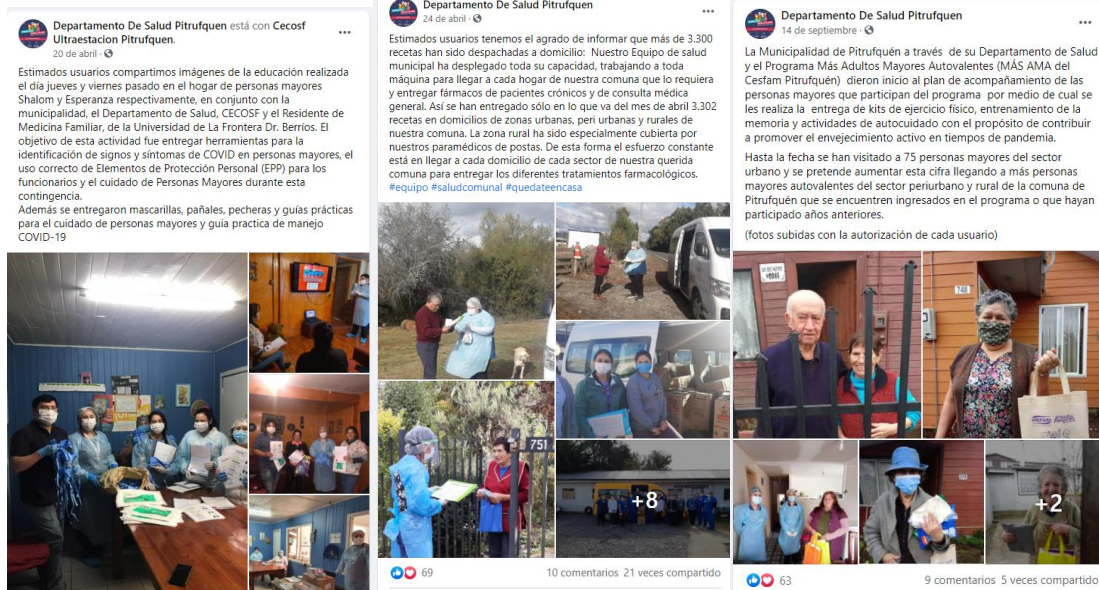 Departamento De Salud Pitrufquen está con Cecosf
Ultraestacion Pitrufquen.
20 de abril ·
Estimados usuarios compartimos imágenes de la educación realizada
el día jueves y viernes pasado en el hogar de personas mayores
Shalom y Esperanza respectivamente, en conjunto con la
municipalidad, el Departamento de Salud, CECOSF y el Residente de
Medicina Familiar, de la Universidad de La Frontera Dr. Berríos. El
objetivo de esta actividad fue entregar herramientas para la
identificación de signos y síntomas de COVID en personas mayores, el
uso correcto de Elementos de Protección Personal (EPP) para los
funcionarios y el cuidado de Personas Mayores durante esta
contingencia.
Además se entregaron mascarillas, pañales, pecheras y guías prácticas
para el cuidado de personas mayores y guia practica de manejo
COVID-19
Departamento De Salud Pitrufquen
24 de abril ·
Estimados usuarios tenemos el agrado de informar que más de 3.300
recetas han sido despachadas a domicilio: Nuestro Equipo de salud
municipal ha desplegado toda su capacidad, trabajando a toda
máquina para llegar a cada hogar de nuestra comuna que lo requiera
y entregar fármacos de pacientes crónicos y de consulta médica
general. Así se han entregado sólo en lo que va del mes de abril 3.302
recetas en domicilios de zonas urbanas, peri urbanas y rurales de
nuestra comuna. La zona rural ha sido especialmente cubierta por
nuestros paramédicos de postas. De esta forma el esfuerzo constante
está en llegar a cada domicilio de cada sector de nuestra querida
comuna para entregar los diferentes tratamientos farmacológicos.
#equipo #saludcomunal #quedateencasa
751
+8
69
10 comentarios 21 veces compartido
Departamento De Salud Pitrufquen
14 de septiembre ·
La Municipalidad de Pitrufquén a través de su Departamento de Salud
y el Programa Más Adultos Mayores Autovalentes (MÁS AMA del
Cesfam Pitrufquén) dieron inicio al plan de acompañamiento de las
personas mayores que participan del programa por medio de cual se
les realiza la entrega de kits de ejercicio físico, entrenamiento de la
memoria y actividades de autocuidado con el propósito de contribuir
a promover el envejecimiento activo en tiempos de pandemia.
Hasta la fecha se han visitado a 75 personas mayores del sector
urbano y se pretende aumentar esta cifra llegando a más personas
mayores autovalentes del sector periurbano y rural de la comuna de
Pitrufquén que se encuentren ingresados en el programa o que hayan
participado años anteriores.
(fotos subidas con la autorización de cada usuario)
748
+2
63
9 comentarios 5 veces compartido